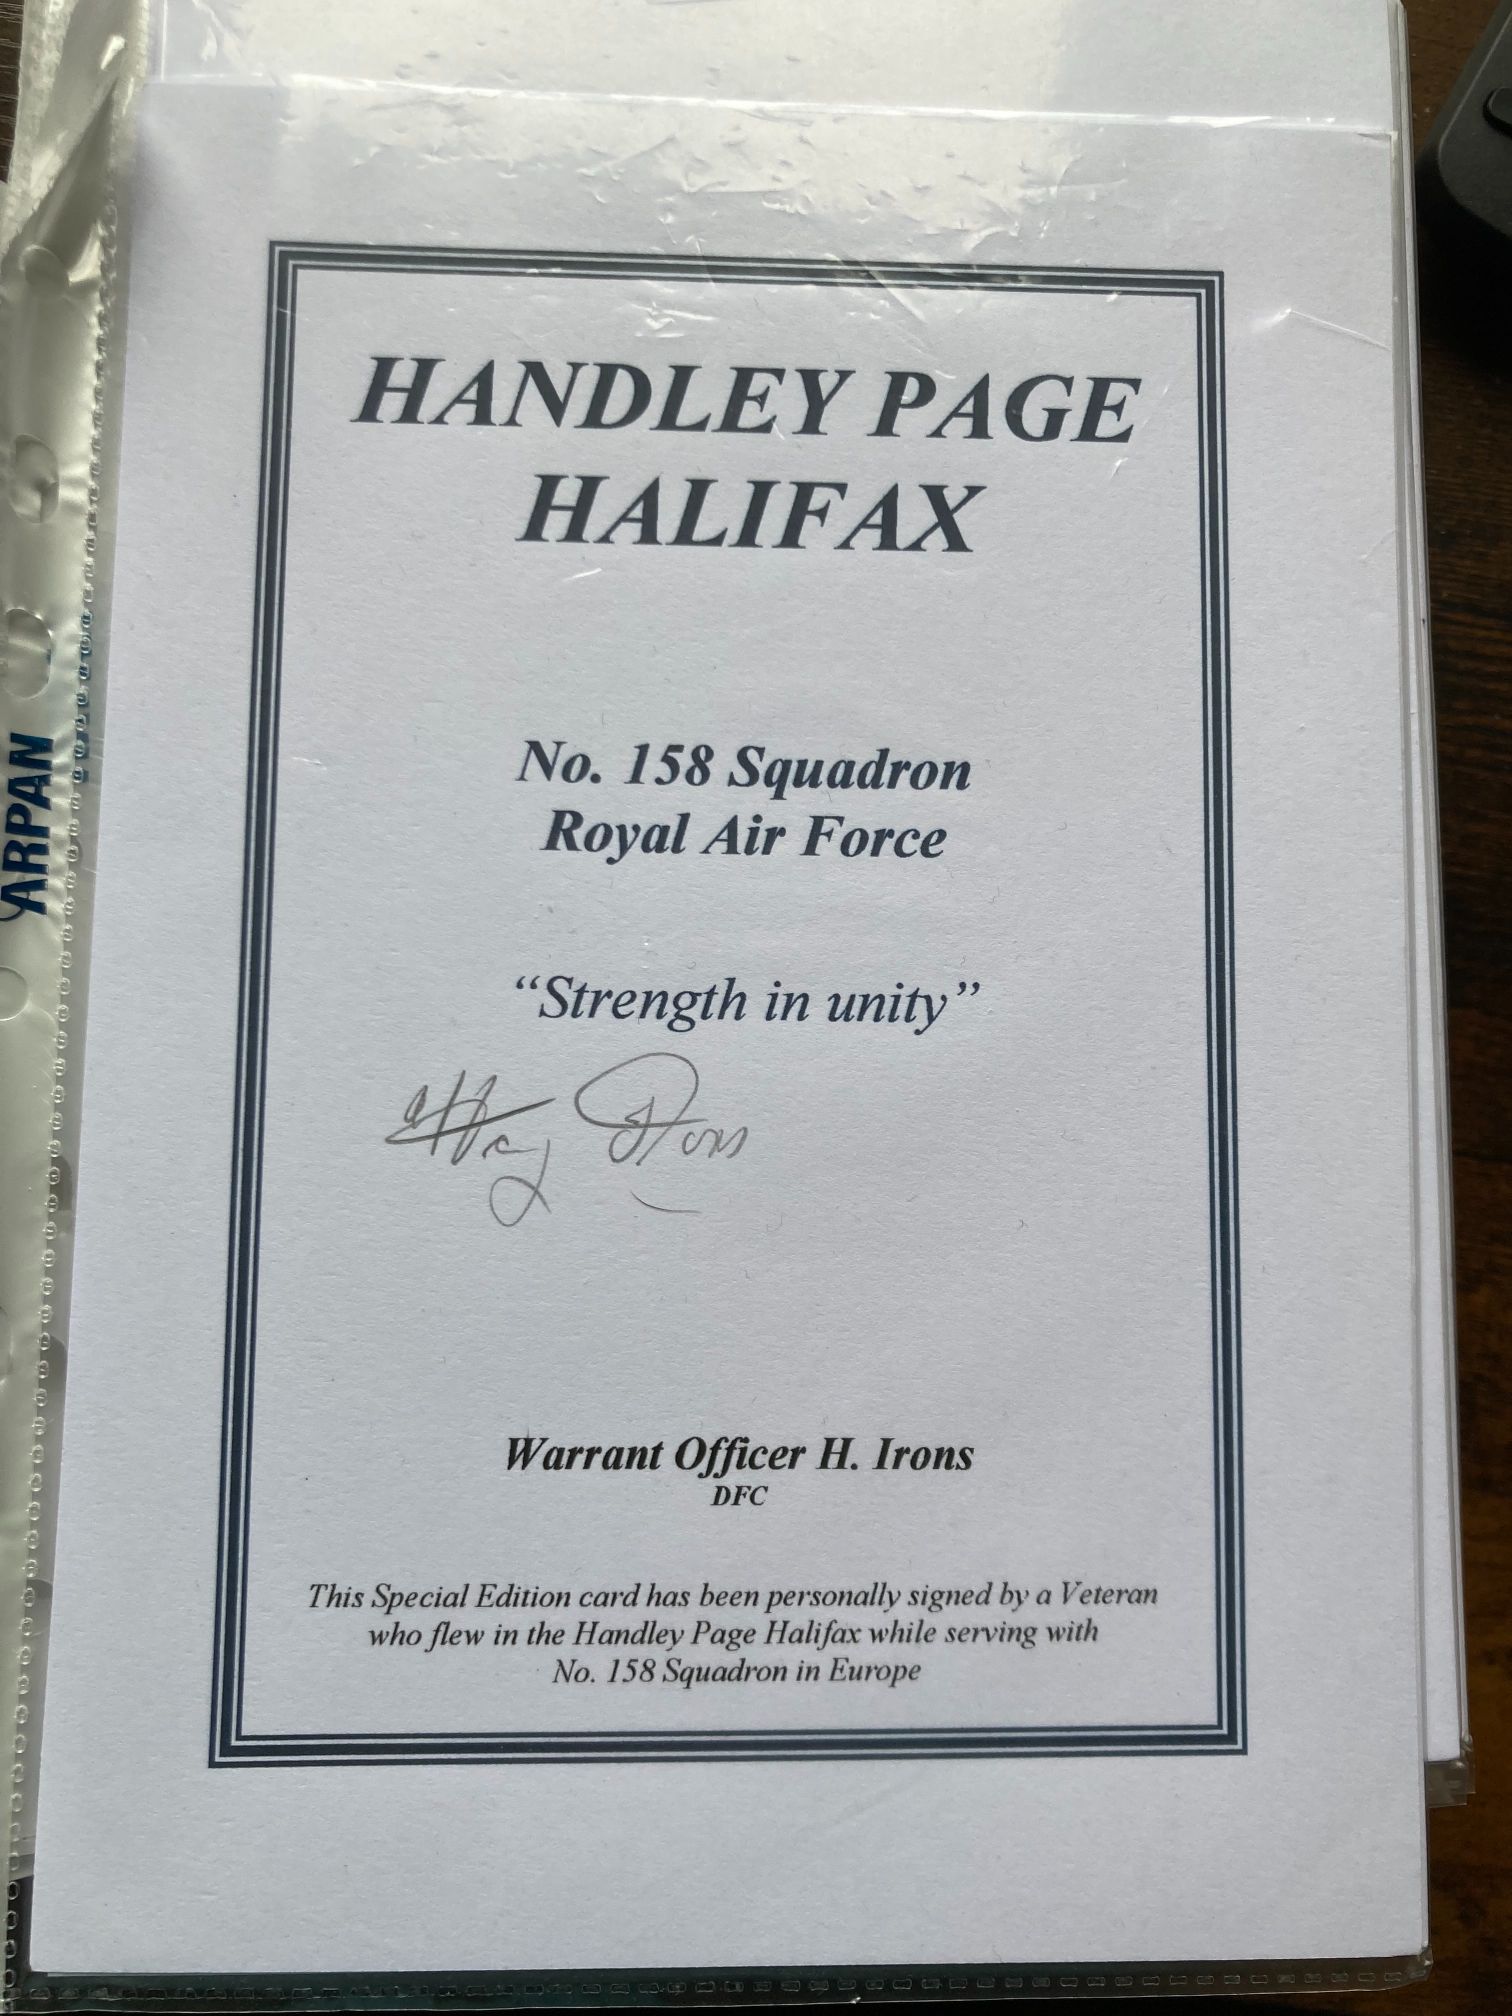 HANDLEY PAGE
HALIFAX
No. 158 Squadron
Royal Air Force
“Strength in unity”
Harry Irons
Warrant Officer H. Irons
DFC
This Special Edition card has been personally signed by a Veteran
who flew in the Handley Page Halifax while serving with
No. 158 Squadron in Europe
ARPAN